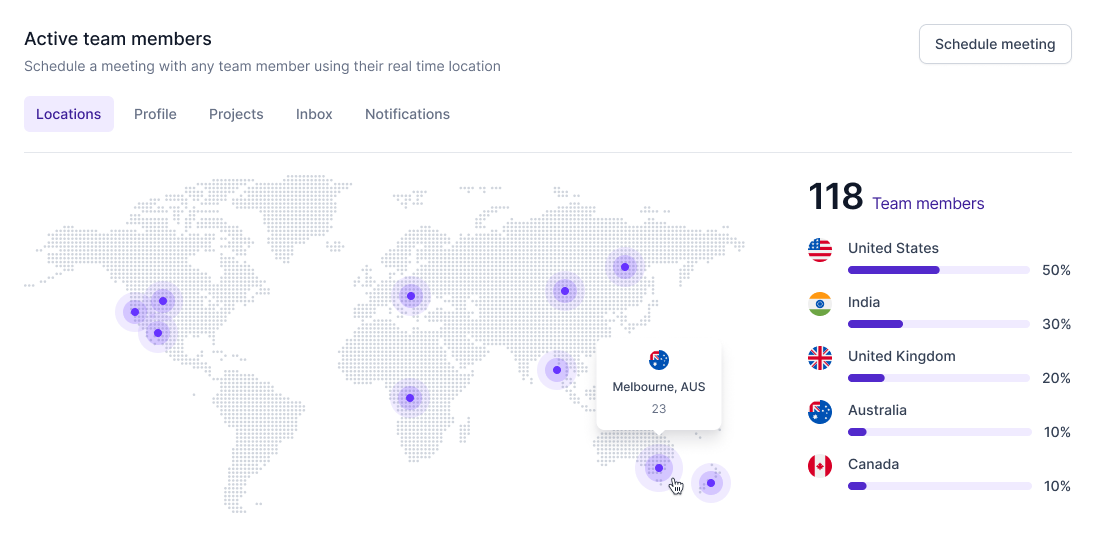 Active team members
Schedule a meeting with any team member using their real time location
Schedule meeting
Locations
Profile
Projects
Inbox
Notifications
Melbourne, AUS
23
118 Team members
United States
50%
India
30%
United Kingdom
20%
Australia
10%
Canada
10%